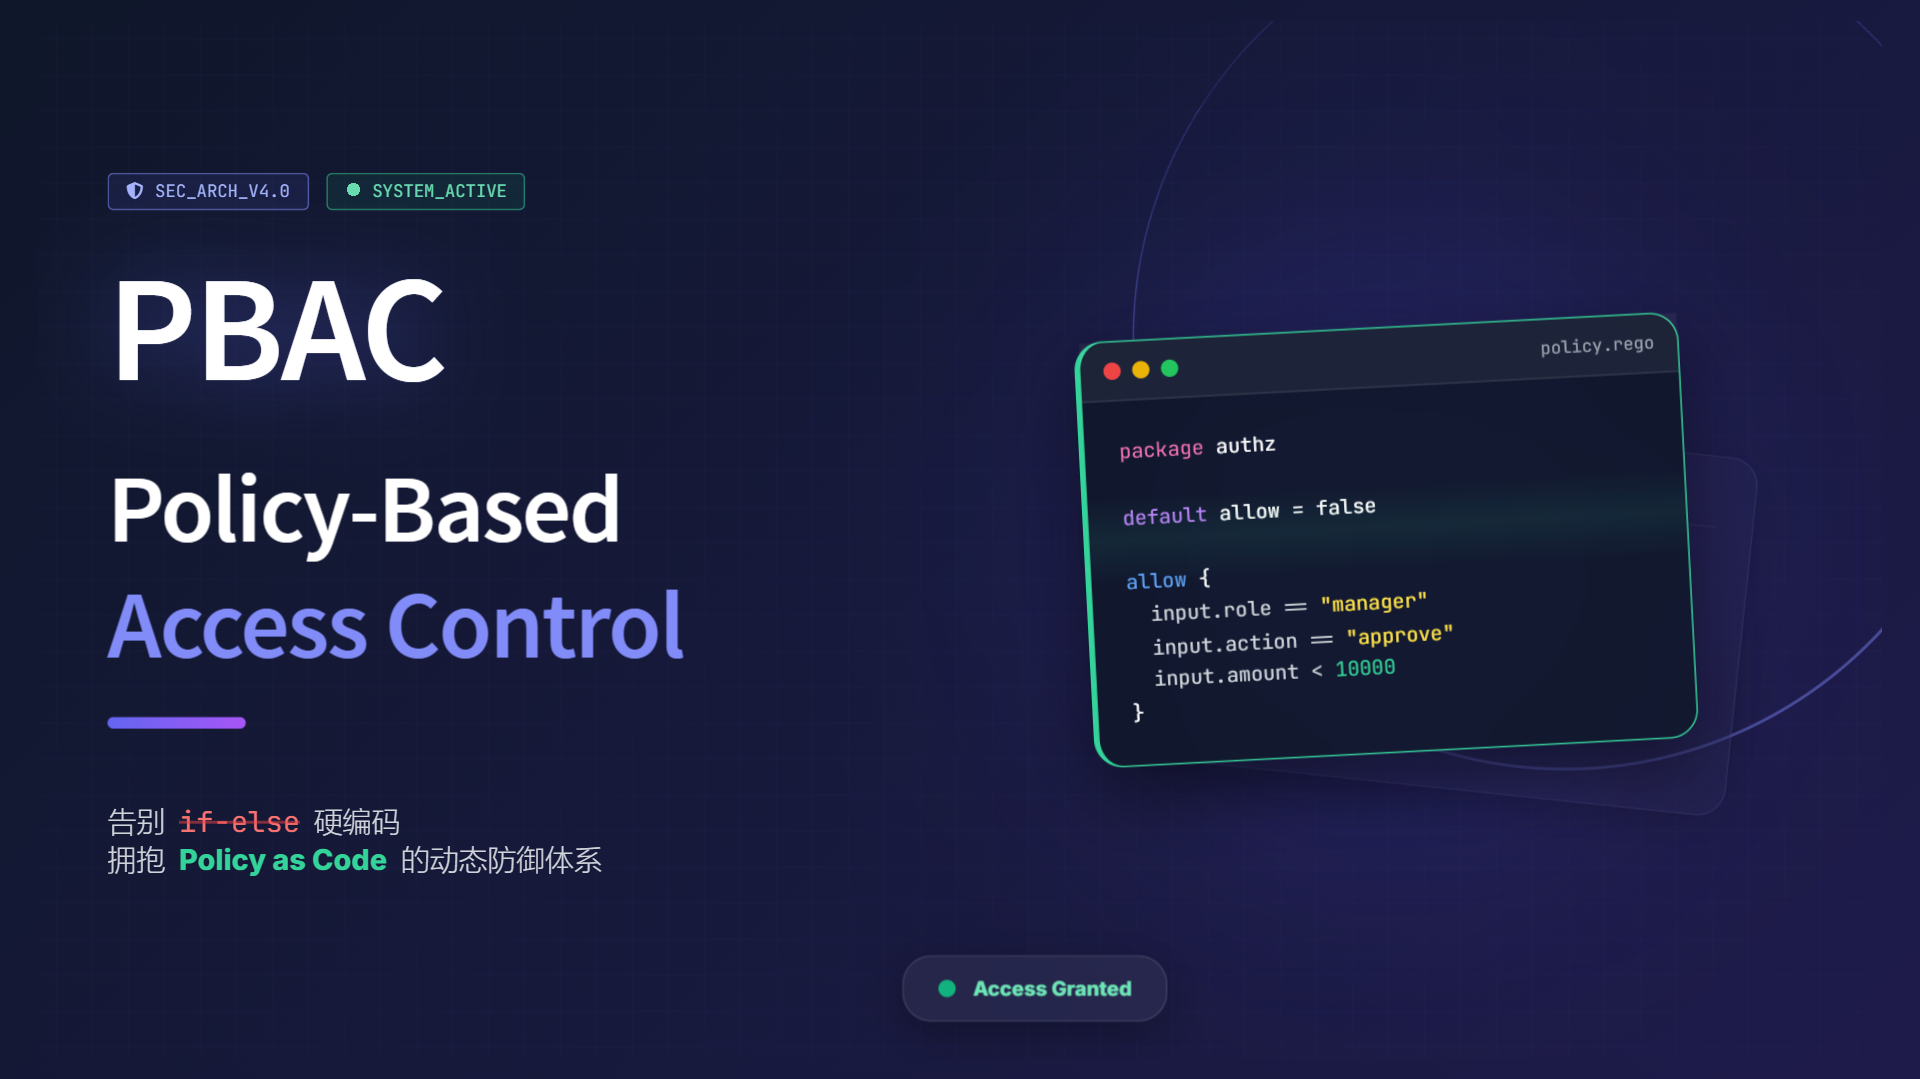 SEC_ARCH_V4.0
SYSTEM_ACTIVE
PBAC
Policy-Based
Access Control
告别 if-else 硬编码
拥抱 Policy as Code 的动态防御体系
policy.rego
package authz
default allow = false
allow {
input.role == "manager"
input.action == "approve"
input.amount < 10000
}
Access Granted